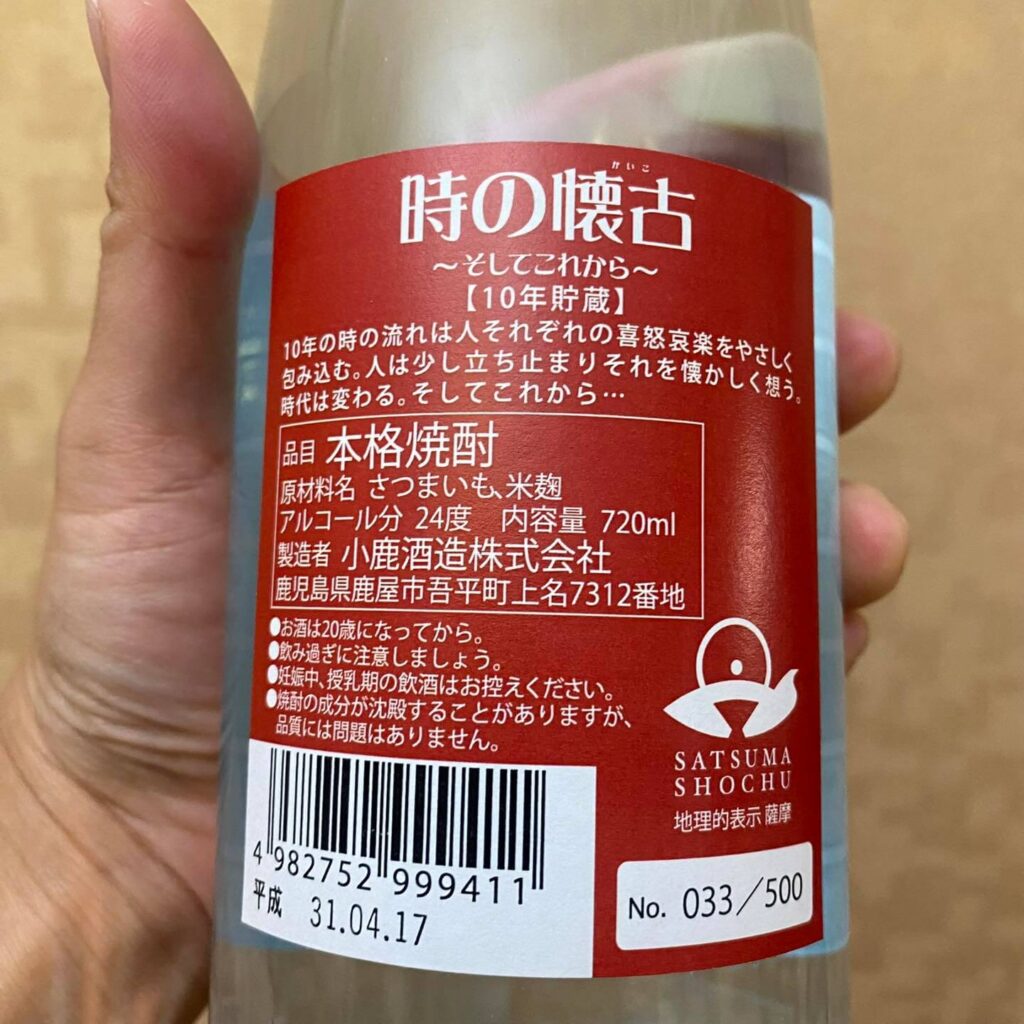 かいこ
時の懐古
～そしてこれから～
【10年貯蔵】
10年の時の流れは人それぞれの喜怒哀楽をやさしく
包み込む。人は少し立ち止まりそれを懐かしく想う。
時代は変わる。そしてこれから…
品目 本格焼酎
原材料名 さつまいも、米麹
アルコール分 24度 内容量 720ml
製造者 小鹿酒造株式会社
鹿児島県鹿屋市吾平町上名7312番地
●お酒は20歳になってから。
●飲み過ぎに注意しましょう。
●妊娠中、授乳期の飲酒はお控えください。
●焼酎の成分が沈殿することがありますが、
品質には問題はありません。
SATSUMA
SHOCHU
地理的表示 薩摩
4 982752 999411
平成 31.04.17
No. 033／500